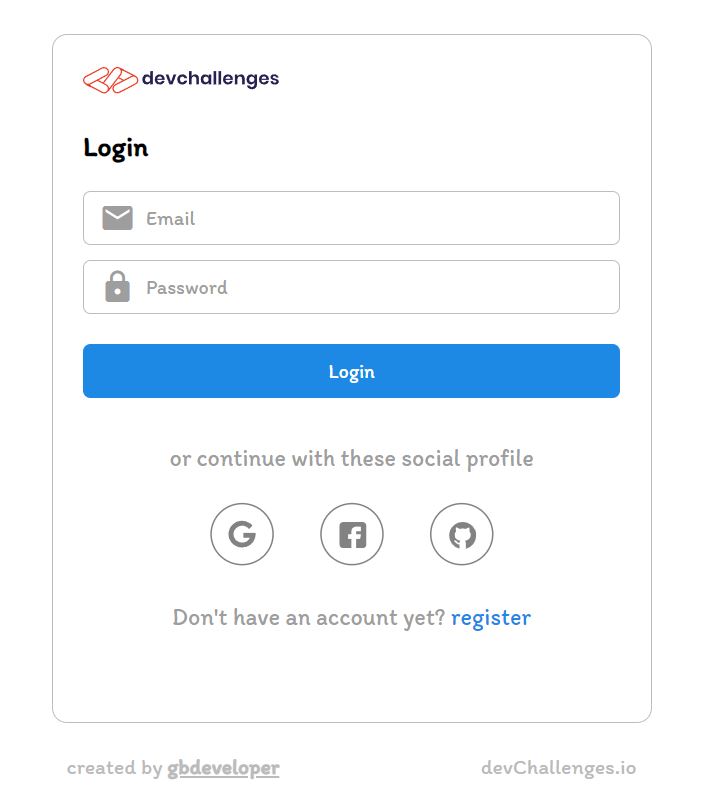 devchallenges
Login
Email
Password
Login
or continue with these social profile
Don't have an account yet? register
created by gbdeveloper
devChallenges.io